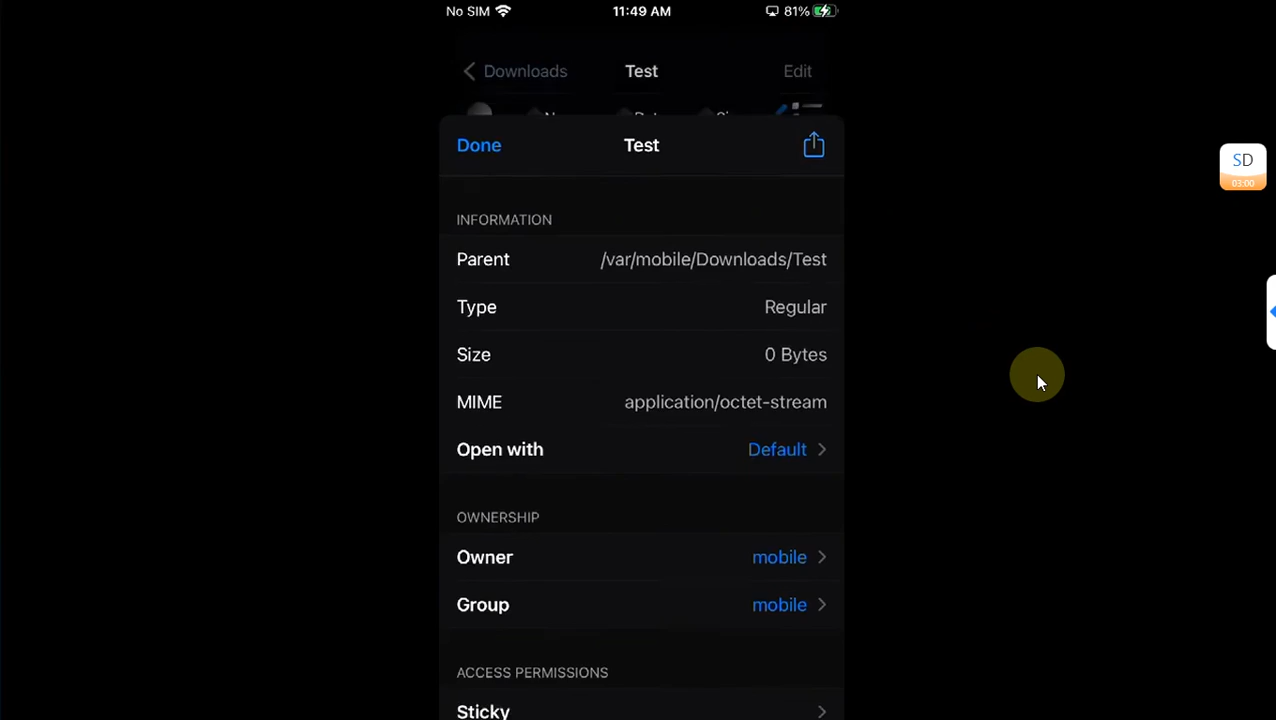 No SIM 11:49 AM 81%
Downloads Test Edit
Done Test
INFORMATION
Parent /var/mobile/Downloads/Test
Type Regular
Size 0 Bytes
MIME application/octet-stream
Open with Default
OWNERSHIP
Owner mobile
Group mobile
ACCESS PERMISSIONS
Sticky
SD
03:00